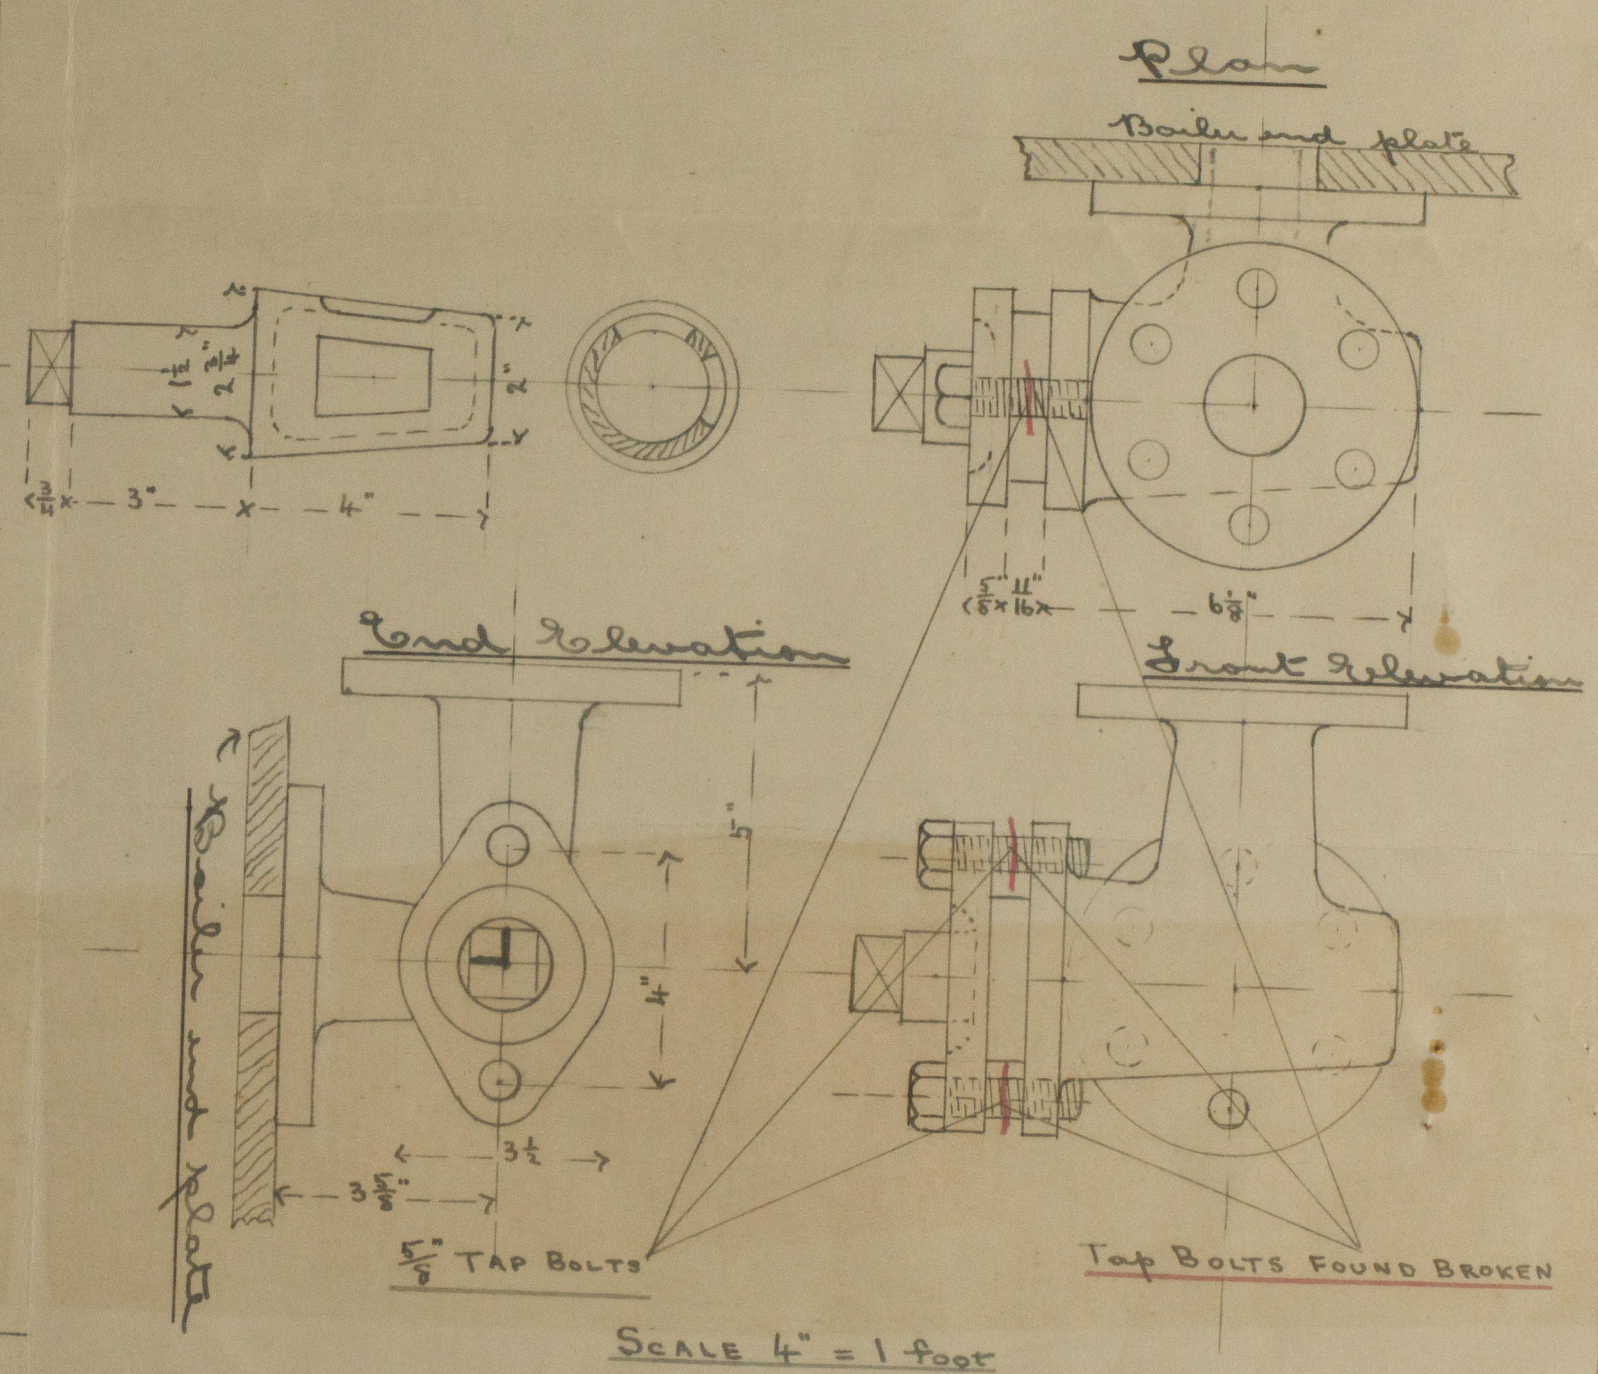 Plan
Boiler end plate
1 1/2
2 3/4"
2"
3/4
3"
4"
5/8" 11/16"
6 1/8"
End Elevation
Front Elevation
5"
4"
3 1/2
3 5/8"
Boiler end plate
5/8" TAP BOLTS
Tap BOLTS FOUND BROKEN
SCALE 4" = 1 foot